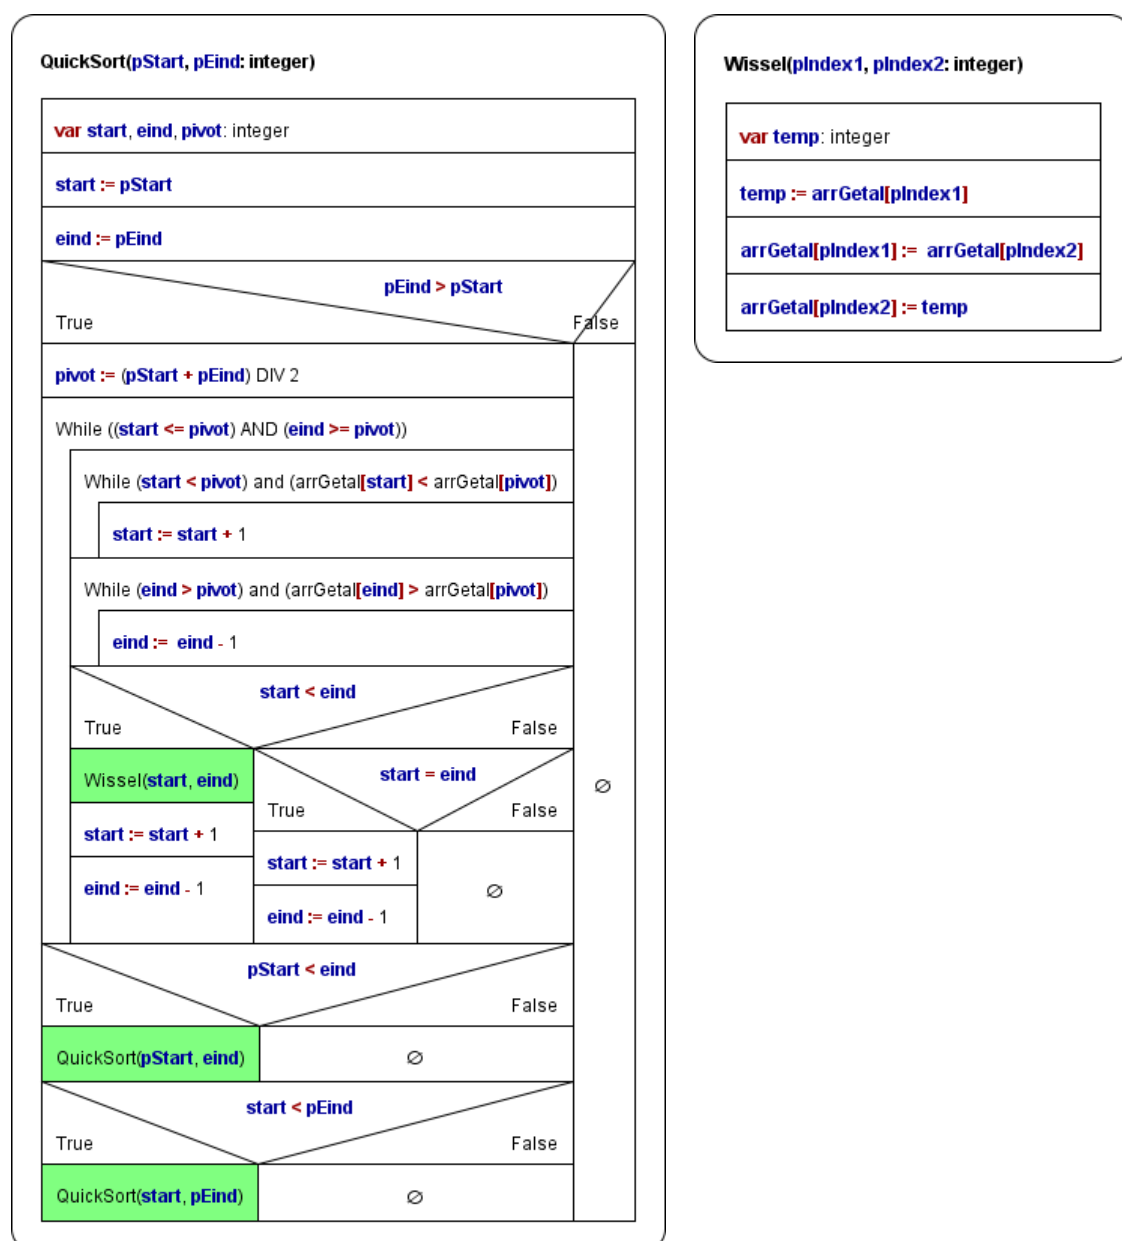 QuickSort(pStart, pEind: integer)
var start, eind, pivot: integer
start := pStart
eind := pEind
pEind > pStart
True
False
pivot := (pStart + pEind) DIV 2
While ((start <= pivot) AND (eind >= pivot))
While (start < pivot) and (arrGetal[start] < arrGetal[pivot])
start := start + 1
While (eind > pivot) and (arrGetal[eind] > arrGetal[pivot])
eind := eind - 1
start < eind
True
False
Wissel(start, eind)
start := start + 1
eind := eind - 1
start = eind
True
False
start := start + 1
eind := eind - 1
∅
∅
pStart < eind
True
False
QuickSort(pStart, eind)
∅
start < pEind
True
False
QuickSort(start, pEind)
∅
Wissel(pIndex1, pIndex2: integer)
var temp: integer
temp := arrGetal[pIndex1]
arrGetal[pIndex1] := arrGetal[pIndex2]
arrGetal[pIndex2] := temp